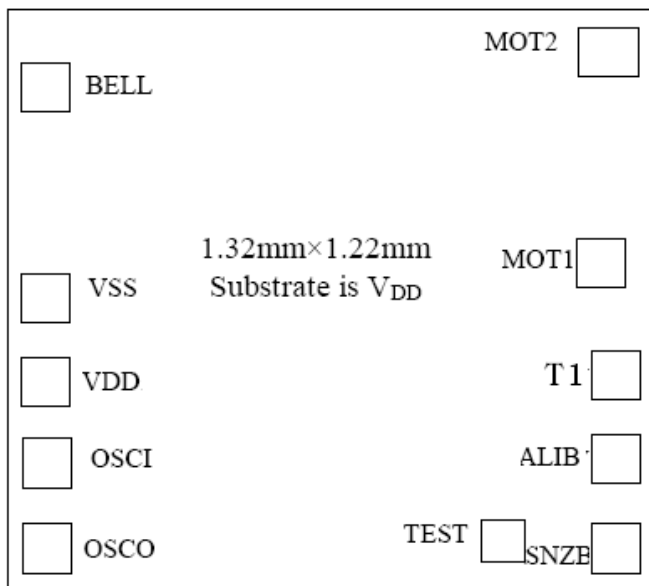 MOT2
BELL
1.32mm×1.22mm
MOT1
VSS
Substrate is VDD
VDD
T1
OSCI
ALIB
TEST
SNZB
OSCO